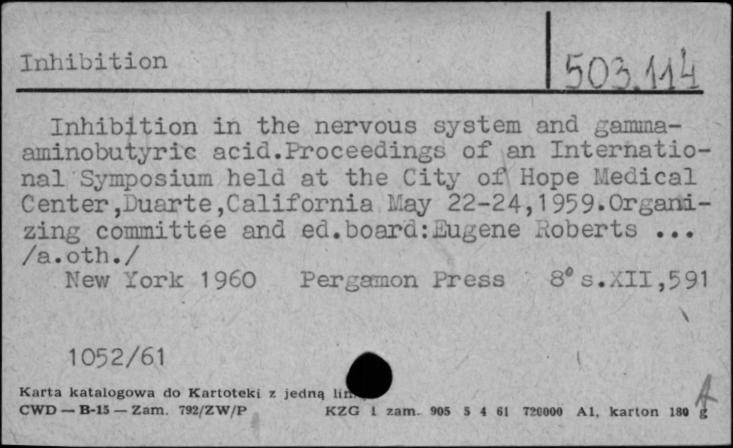 Inhibition
503.114
Inhibition in the nervous system and gamma-
aminobutyric acid.Proceedings of an Internatio-
nal Symposium held at the City of Hope Medical
Center,Duarte,California May 22-24,1959.Organi-
zing committee and ed.board:Eugene Roberts ...
/a.oth./
New York 1960 Pergamon Press 8° s.XII,591
1052/61
Karta katalogowa do Kartoteki z jedną
CWD — B-15 — Zam. 792/ZW/P KZG 1 zam. 905 5 4 61 720000 A1, karton 180 g
A